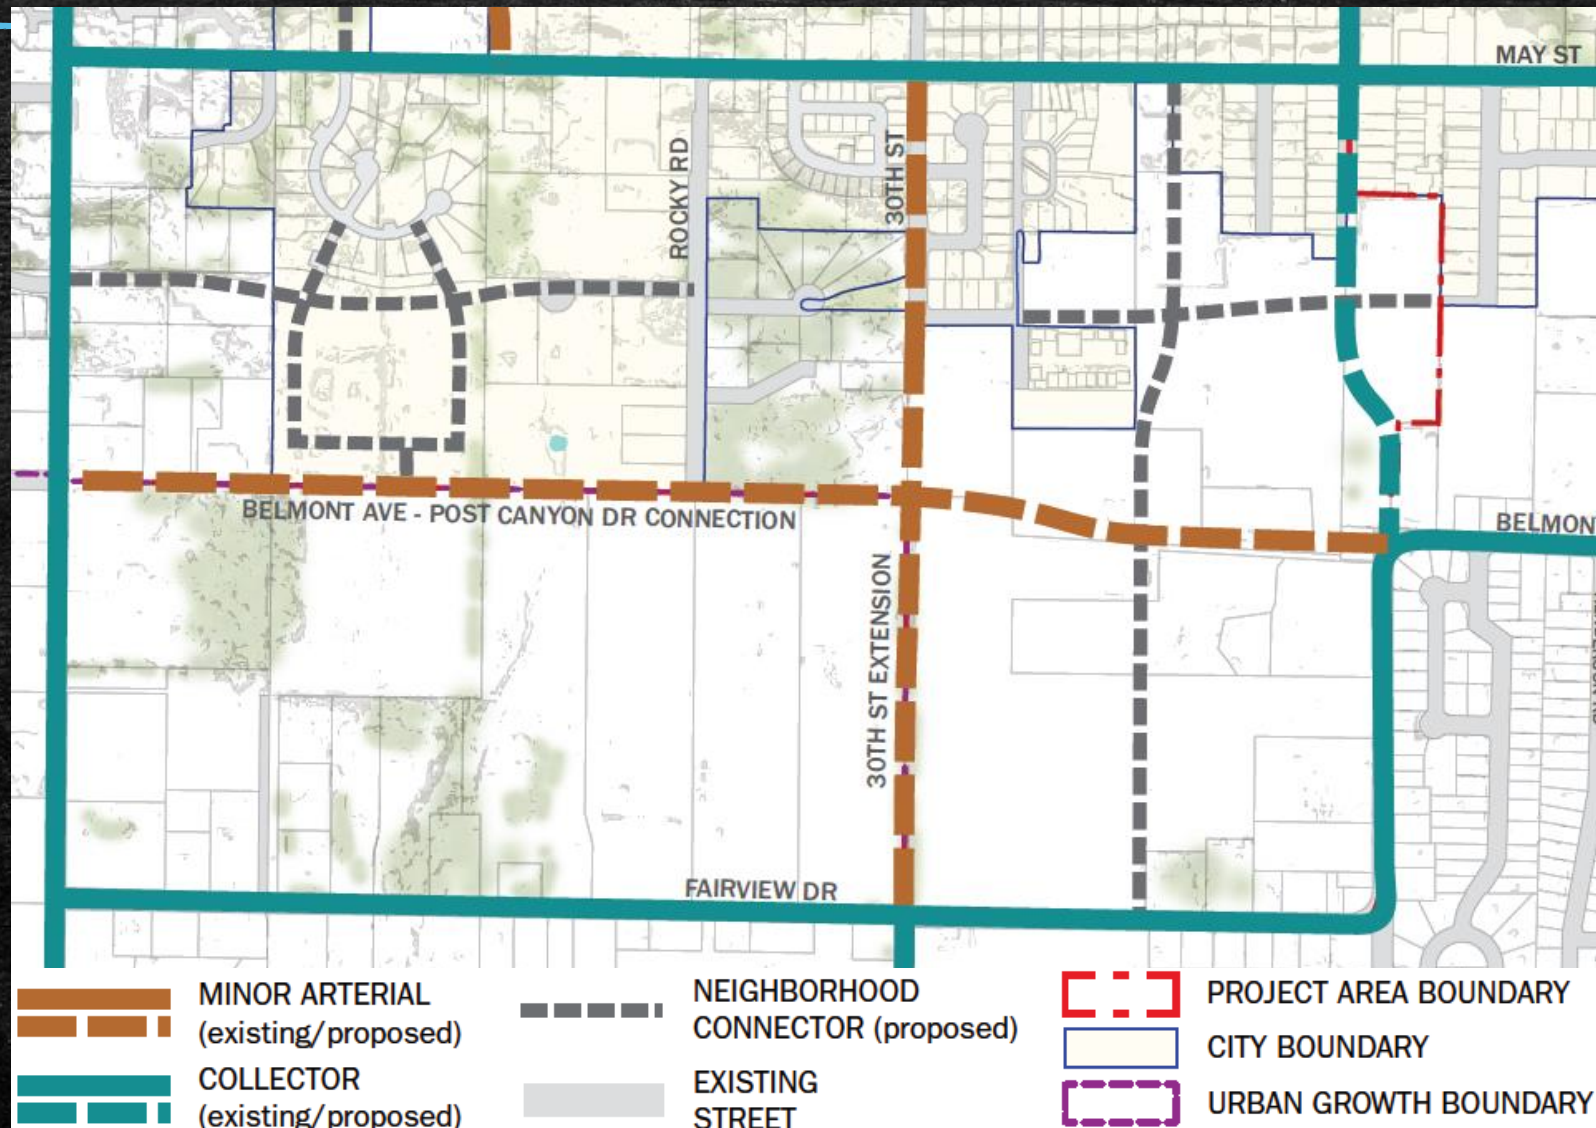 MAY ST
ROCKY RD
30TH ST
BELMONT AVE - POST CANYON DR CONNECTION
BELMON
30TH ST EXTENSION
FAIRVIEW DR
MINOR ARTERIAL
(existing/proposed)
COLLECTOR
(existing/proposed)
NEIGHBORHOOD
CONNECTOR (proposed)
EXISTING
STREET
PROJECT AREA BOUNDARY
CITY BOUNDARY
URBAN GROWTH BOUNDARY